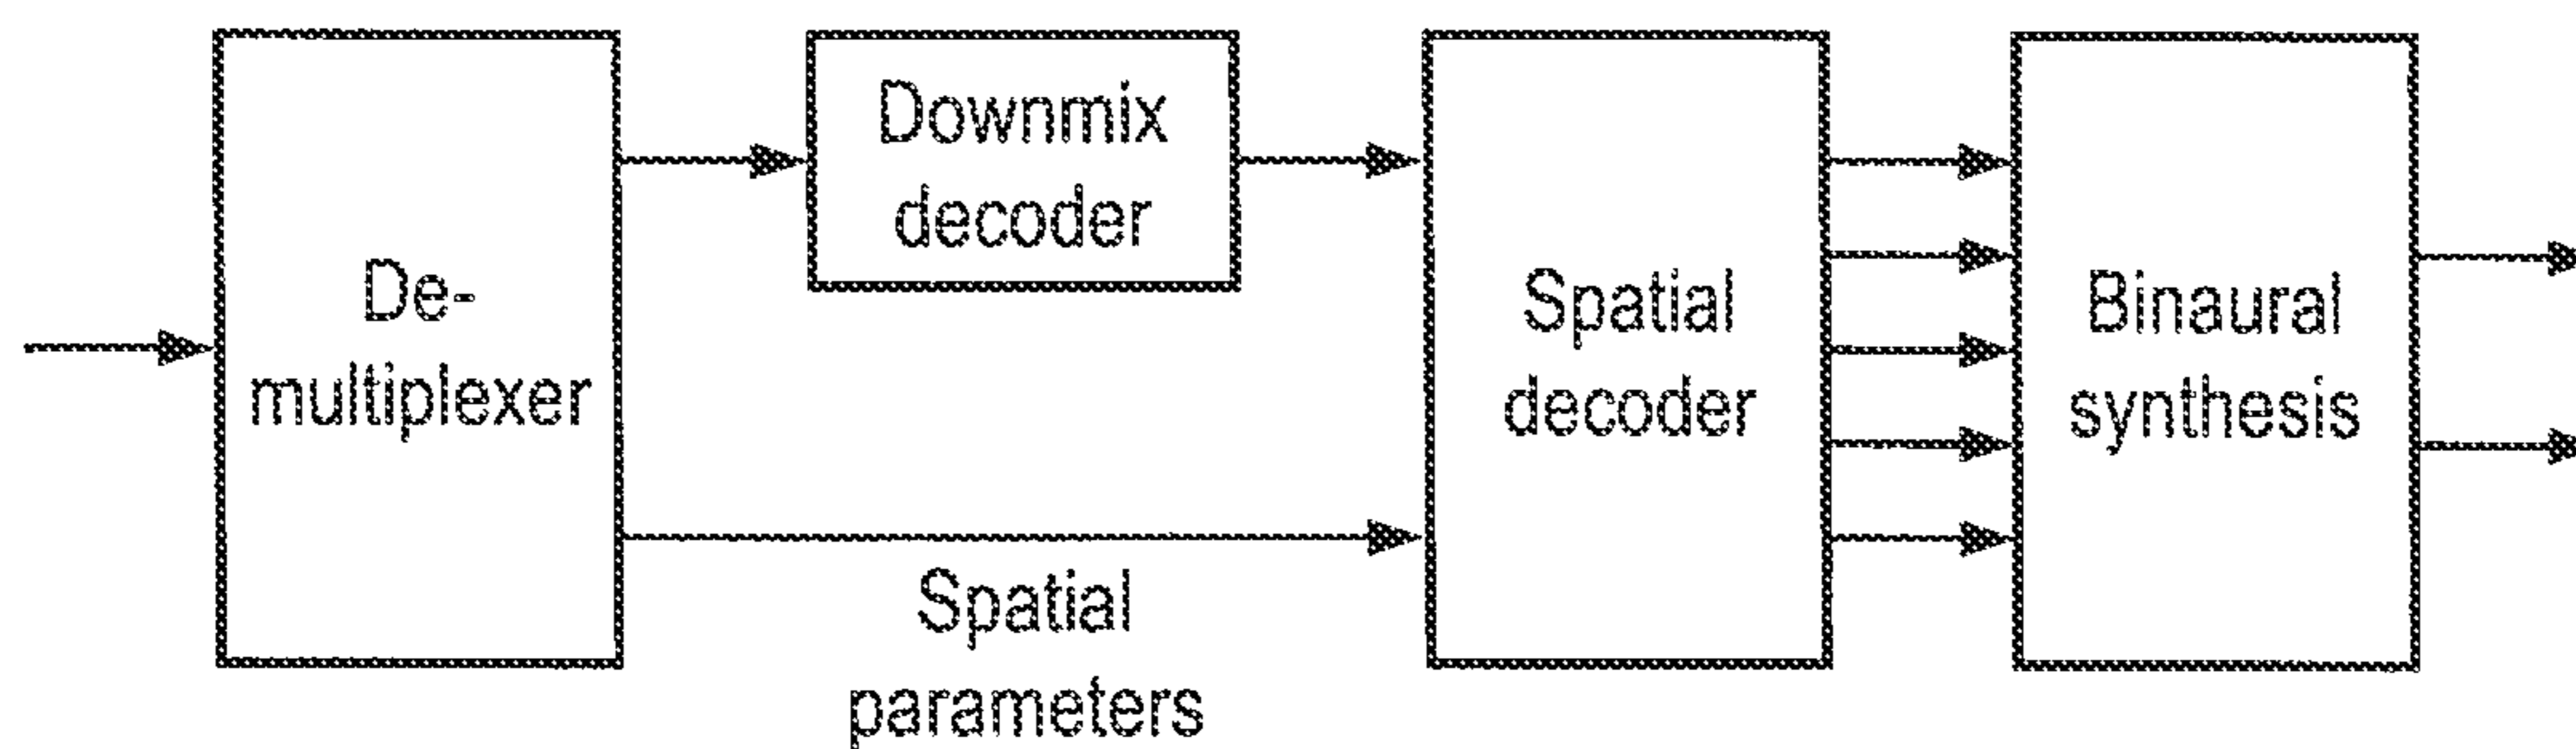 De-
multiplexer
Downmix
decoder
Spatial
parameters
Spatial
decoder
Binaural
synthesis